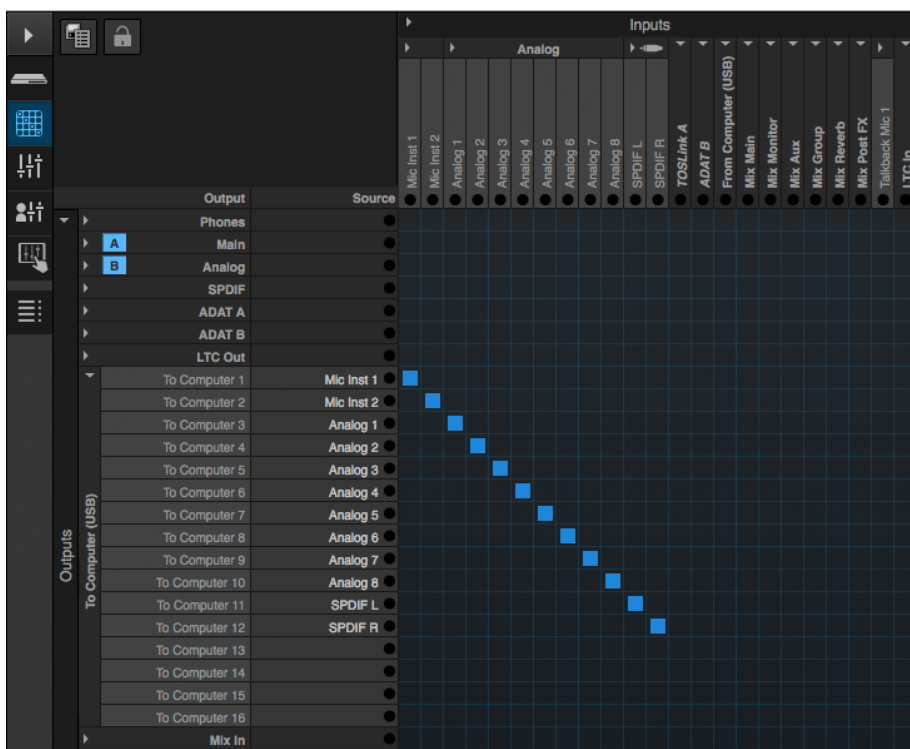 Inputs
Analog
Mic Inst 1
Mic Inst 2
Analog 1
Analog 2
Analog 3
Analog 4
Analog 5
Analog 6
Analog 7
Analog 8
SPDIF L
SPDIF R
TOSLink A
ADAT B
From Computer (USB)
Mix Main
Mix Monitor
Mix Aux
Mix Group
Mix Reverb
Mix Post FX
Talkback Mic 1
LTC In
Output Source
Outputs
Phones
A Main
B Analog
SPDIF
ADAT A
ADAT B
LTC Out
To Computer (USB)
To Computer 1 Mic Inst 1
To Computer 2 Mic Inst 2
To Computer 3 Analog 1
To Computer 4 Analog 2
To Computer 5 Analog 3
To Computer 6 Analog 4
To Computer 7 Analog 5
To Computer 8 Analog 6
To Computer 9 Analog 7
To Computer 10 Analog 8
To Computer 11 SPDIF L
To Computer 12 SPDIF R
To Computer 13
To Computer 14
To Computer 15
To Computer 16
Mix In